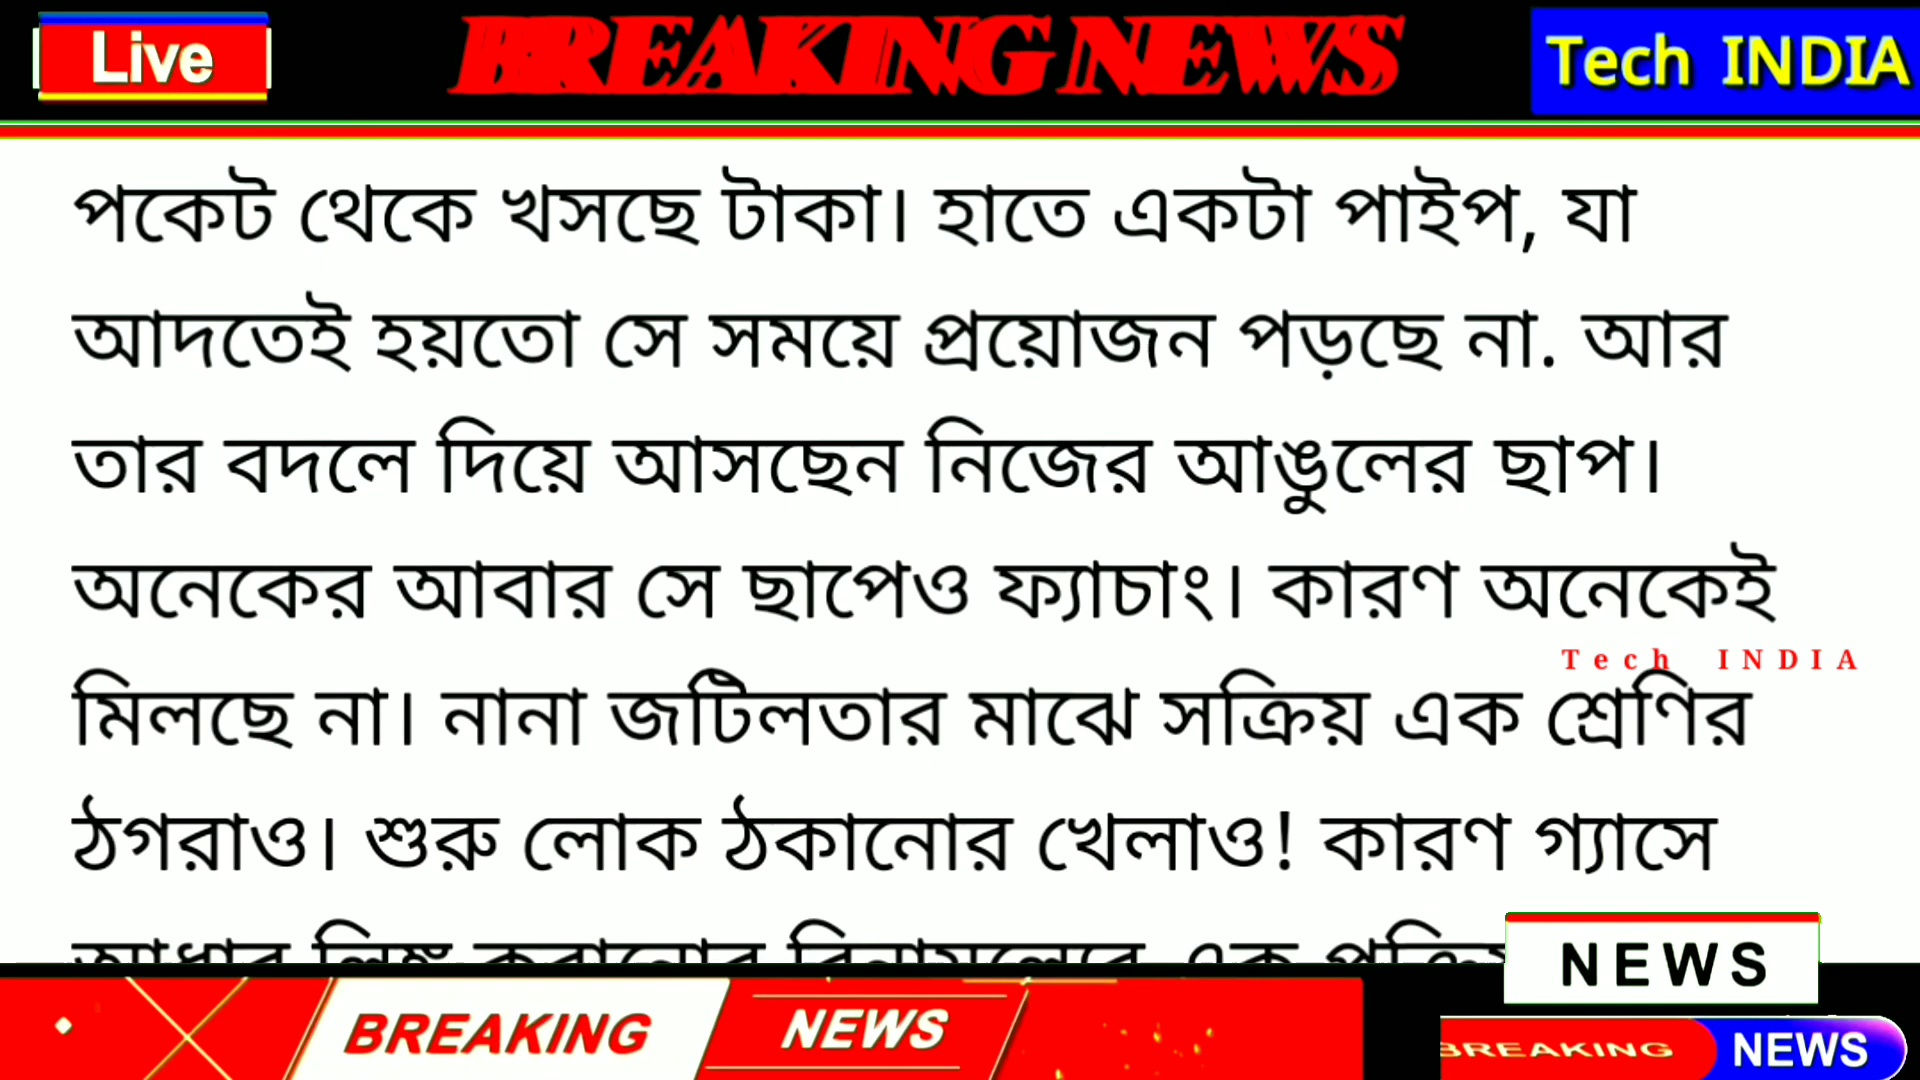 Live
BREAKING NEWS
Tech INDIA
পকেট থেকে খসছে টাকা। হাতে একটা পাইপ, যা
আদতেই হয়তো সে সময়ে প্রয়োজন পড়ছে না. আর
তার বদলে দিয়ে আসছেন নিজের আঙুলের ছাপ।
অনেকের আবার সে ছাপেও ফ্যাচাং। কারণ অনেকেই
Tech INDIA
মিলছে না। নানা জটিলতার মাঝে সক্রিয় এক শ্রেণির
ঠগরাও। শুরু লোক ঠকানোর খেলাও! কারণ গ্যাসে
NEWS
BREAKING NEWS
BREAKING NEWS